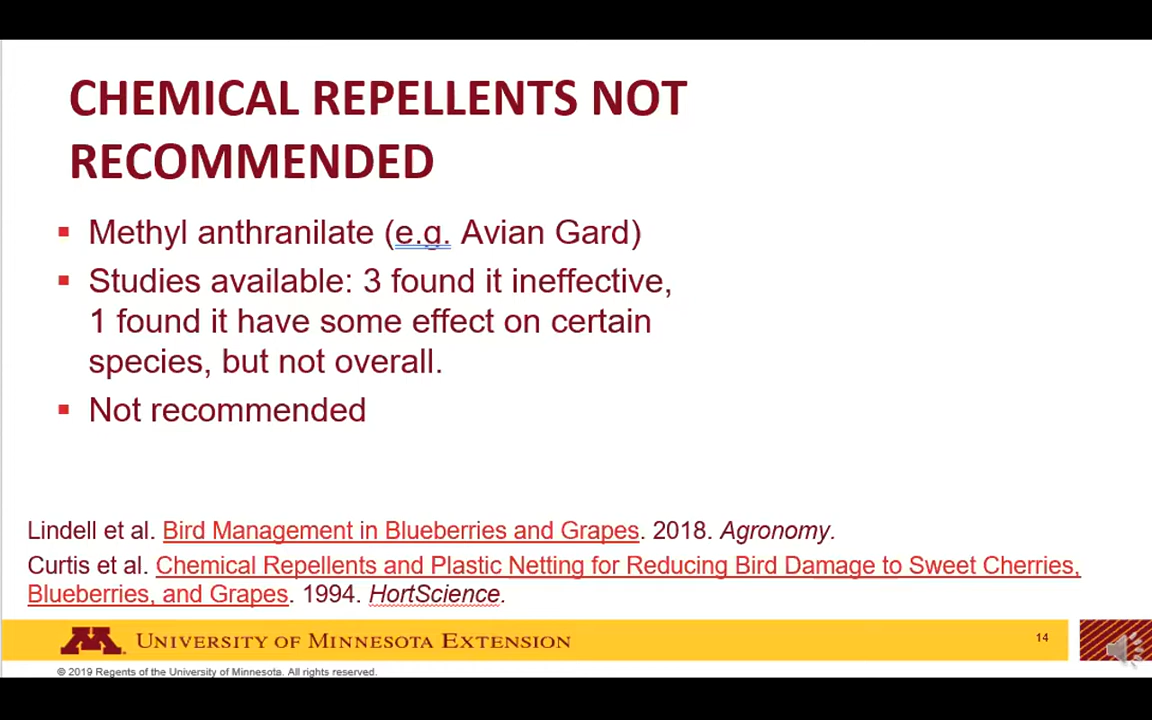 CHEMICAL REPELLENTS NOT
RECOMMENDED
▪ Methyl anthranilate (e.g. Avian Gard)
▪ Studies available: 3 found it ineffective,
1 found it have some effect on certain
species, but not overall.
▪ Not recommended
Lindell et al. Bird Management in Blueberries and Grapes. 2018. Agronomy.
Curtis et al. Chemical Repellents and Plastic Netting for Reducing Bird Damage to Sweet Cherries,
Blueberries, and Grapes. 1994. HortScience.
M University of Minnesota Extension
14
© 2019 Regents of the University of Minnesota. All rights reserved.